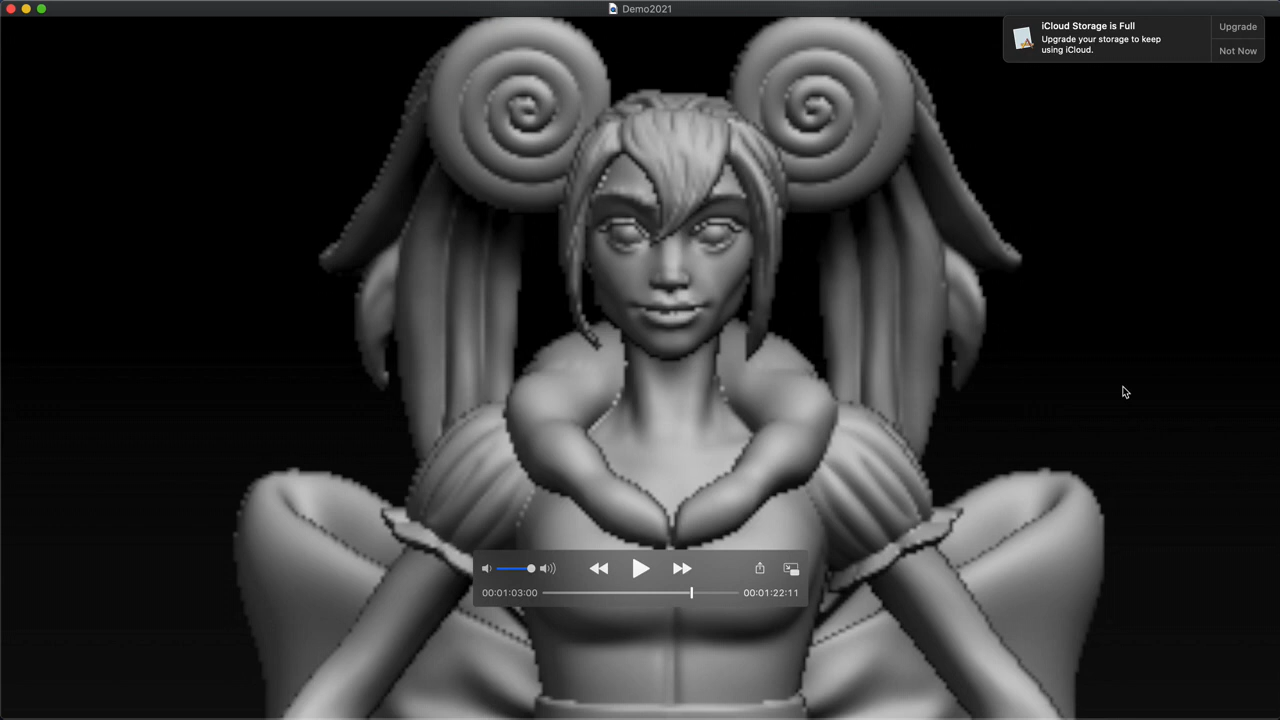 Demo2021
iCloud Storage is Full
Upgrade your storage to keep
using iCloud.
Upgrade
Not Now
00:01:03:00
00:01:22:11